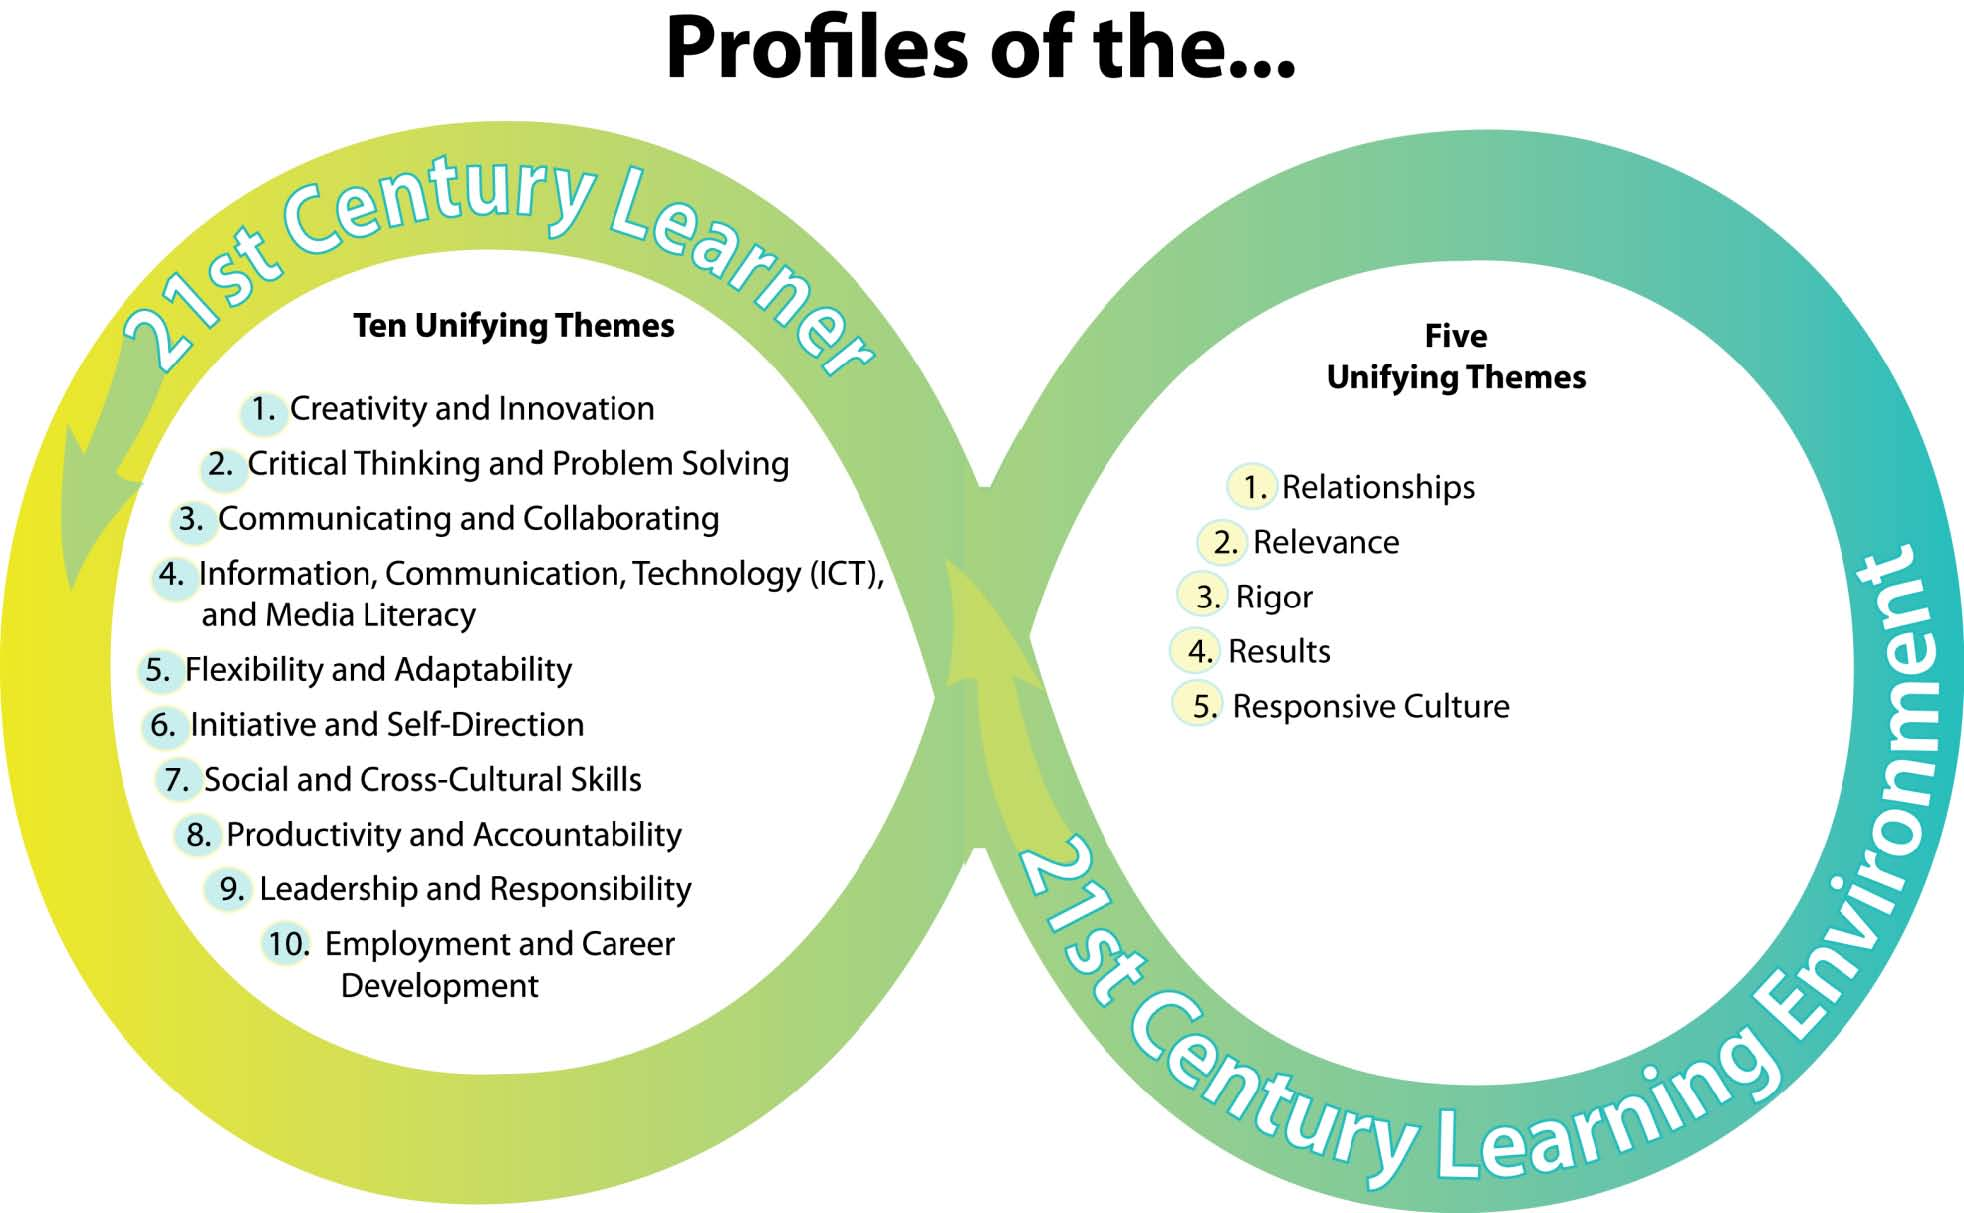 Profiles of the...
21st Century Learner
Ten Unifying Themes
1. Creativity and Innovation
2. Critical Thinking and Problem Solving
3. Communicating and Collaborating
4. Information, Communication, Technology (ICT),
and Media Literacy
5. Flexibility and Adaptability
6. Initiative and Self-Direction
7. Social and Cross-Cultural Skills
8. Productivity and Accountability
9. Leadership and Responsibility
10. Employment and Career
Development
Five
Unifying Themes
1. Relationships
2. Relevance
3. Rigor
4. Results
5. Responsive Culture
21st Century Learning Environment